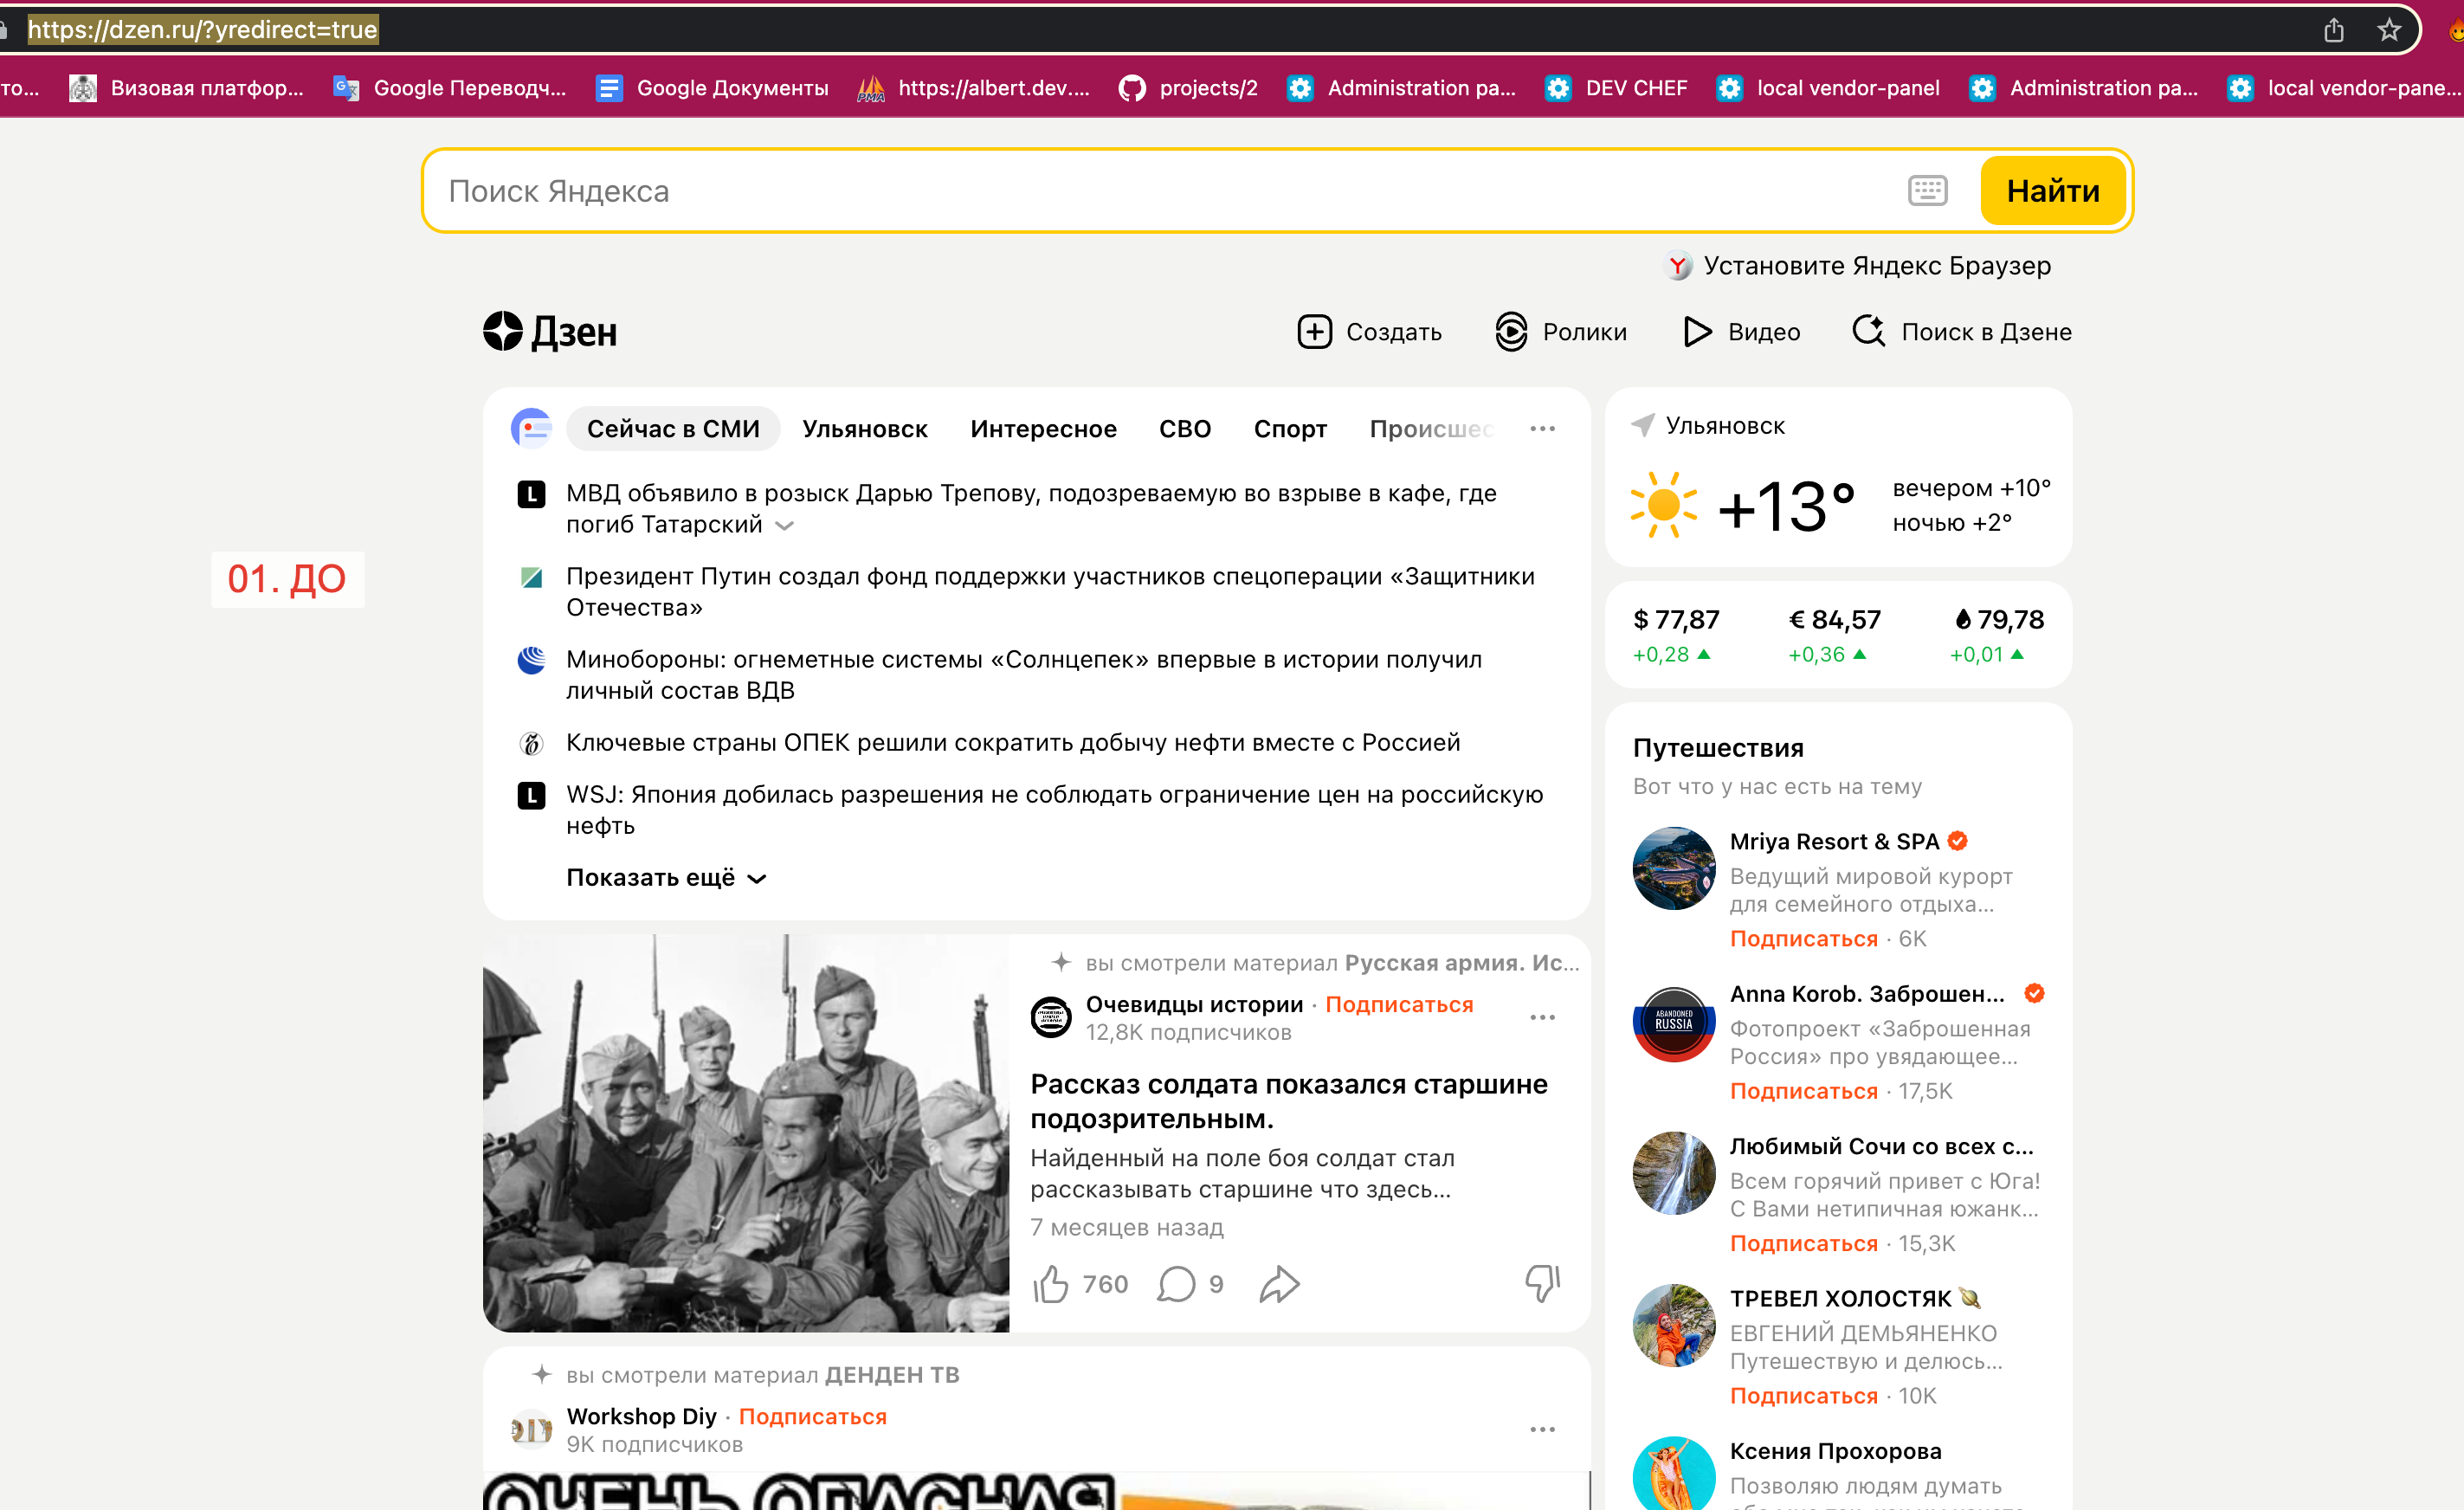 https://dzen.ru/?yredirect=true
то...
Визовая платфор...
Google Переводч...
Google Документы
https://albert.dev....
projects/2
Administration pa...
DEV CHEF
local vendor-panel
Administration pa...
local vendor-pane...
Поиск Яндекса
Найти
Установите Яндекс Браузер
Дзен
Создать
Ролики
Видео
Поиск в Дзене
Сейчас в СМИ
Ульяновск
Интересное
СВО
Спорт
Происшес
МВД объявило в розыск Дарью Трепову, подозреваемую во взрыве в кафе, где
погиб Татарский
Президент Путин создал фонд поддержки участников спецоперации «Защитники
Отечества»
Минобороны: огнеметные системы «Солнцепек» впервые в истории получил
личный состав ВДВ
Ключевые страны ОПЕК решили сократить добычу нефти вместе с Россией
WSJ: Япония добилась разрешения не соблюдать ограничение цен на российскую
нефть
Показать ещё
01. ДО
Ульяновск
+13°
вечером +10°
ночью +2°
$ 77,87
€ 84,57
79,78
+0,28
+0,36
+0,01
Путешествия
Вот что у нас есть на тему
Mriya Resort & SPA
Ведущий мировой курорт
для семейного отдыха...
Подписаться · 6K
Anna Korob. Заброшен...
ABANDONED
RUSSIA
Фотопроект «Заброшенная
Россия» про увядающее...
Подписаться · 17,5K
Любимый Сочи со всех с...
Всем горячий привет с Юга!
С Вами нетипичная южанк...
Подписаться · 15,3K
ТРЕВЕЛ ХОЛОСТЯК
ЕВГЕНИЙ ДЕМЬЯНЕНКО
Путешествую и делюсь...
Подписаться · 10K
Ксения Прохорова
Позволяю людям думать
вы смотрели материал Русская армия. Ис...
Очевидцы истории · Подписаться
12,8K подписчиков
Рассказ солдата показался старшине
подозрительным.
Найденный на поле боя солдат стал
рассказывать старшине что здесь...
7 месяцев назад
760
9
вы смотрели материал ДЕНДЕН ТВ
Workshop Diy · Подписаться
9K подписчиков
DIY
ОЧЕНЬ ОПАСНАЯ